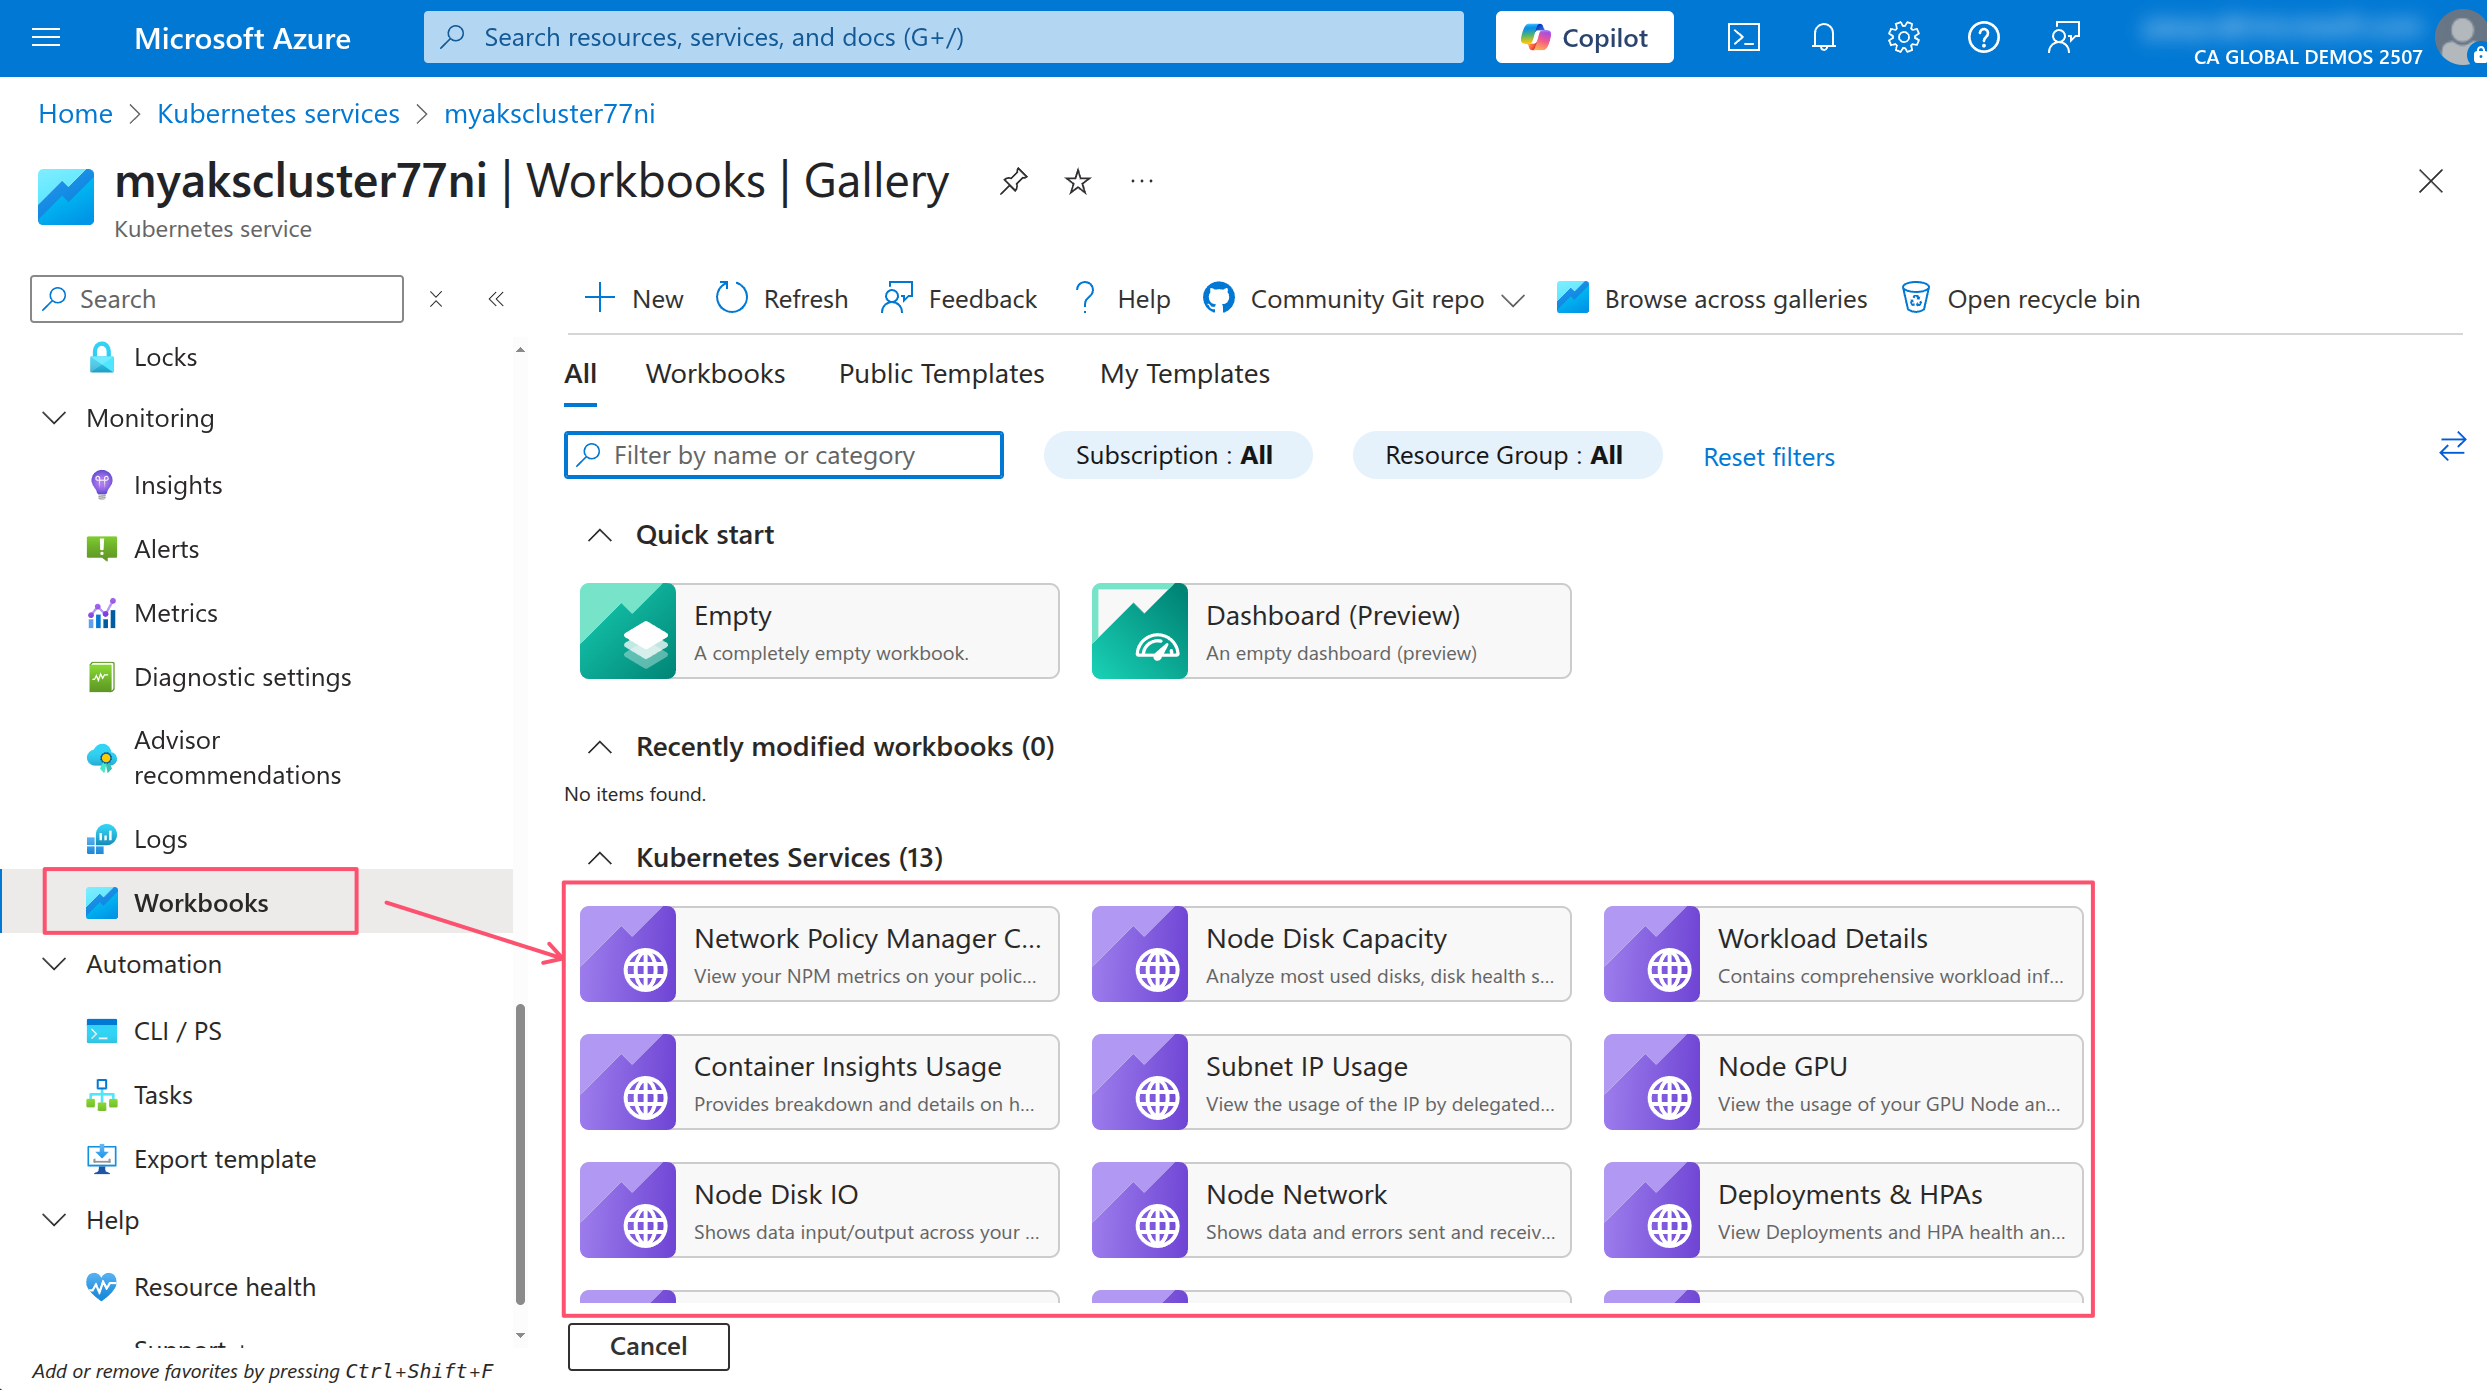 Microsoft Azure
Search resources, services, and docs (G+/)
Copilot
CA GLOBAL DEMOS 2507
Home > Kubernetes services > myakscluster77ni
myakscluster77ni | Workbooks | Gallery
Kubernetes service
Search
New
Refresh
Feedback
Help
Community Git repo
Browse across galleries
Open recycle bin
Locks
Monitoring
Insights
Alerts
Metrics
Diagnostic settings
Advisor
recommendations
Logs
Workbooks
Automation
CLI / PS
Tasks
Export template
Help
Resource health
Add or remove favorites by pressing Ctrl+Shift+F
All
Workbooks
Public Templates
My Templates
Filter by name or category
Subscription : All
Resource Group : All
Reset filters
Quick start
Empty
A completely empty workbook.
Dashboard (Preview)
An empty dashboard (preview)
Recently modified workbooks (0)
No items found.
Kubernetes Services (13)
Network Policy Manager C...
View your NPM metrics on your polic...
Node Disk Capacity
Analyze most used disks, disk health s...
Workload Details
Contains comprehensive workload inf...
Container Insights Usage
Provides breakdown and details on h...
Subnet IP Usage
View the usage of the IP by delegated...
Node GPU
View the usage of your GPU Node an...
Node Disk IO
Shows data input/output across your ...
Node Network
Shows data and errors sent and receiv...
Deployments & HPAs
View Deployments and HPA health an...
Cancel